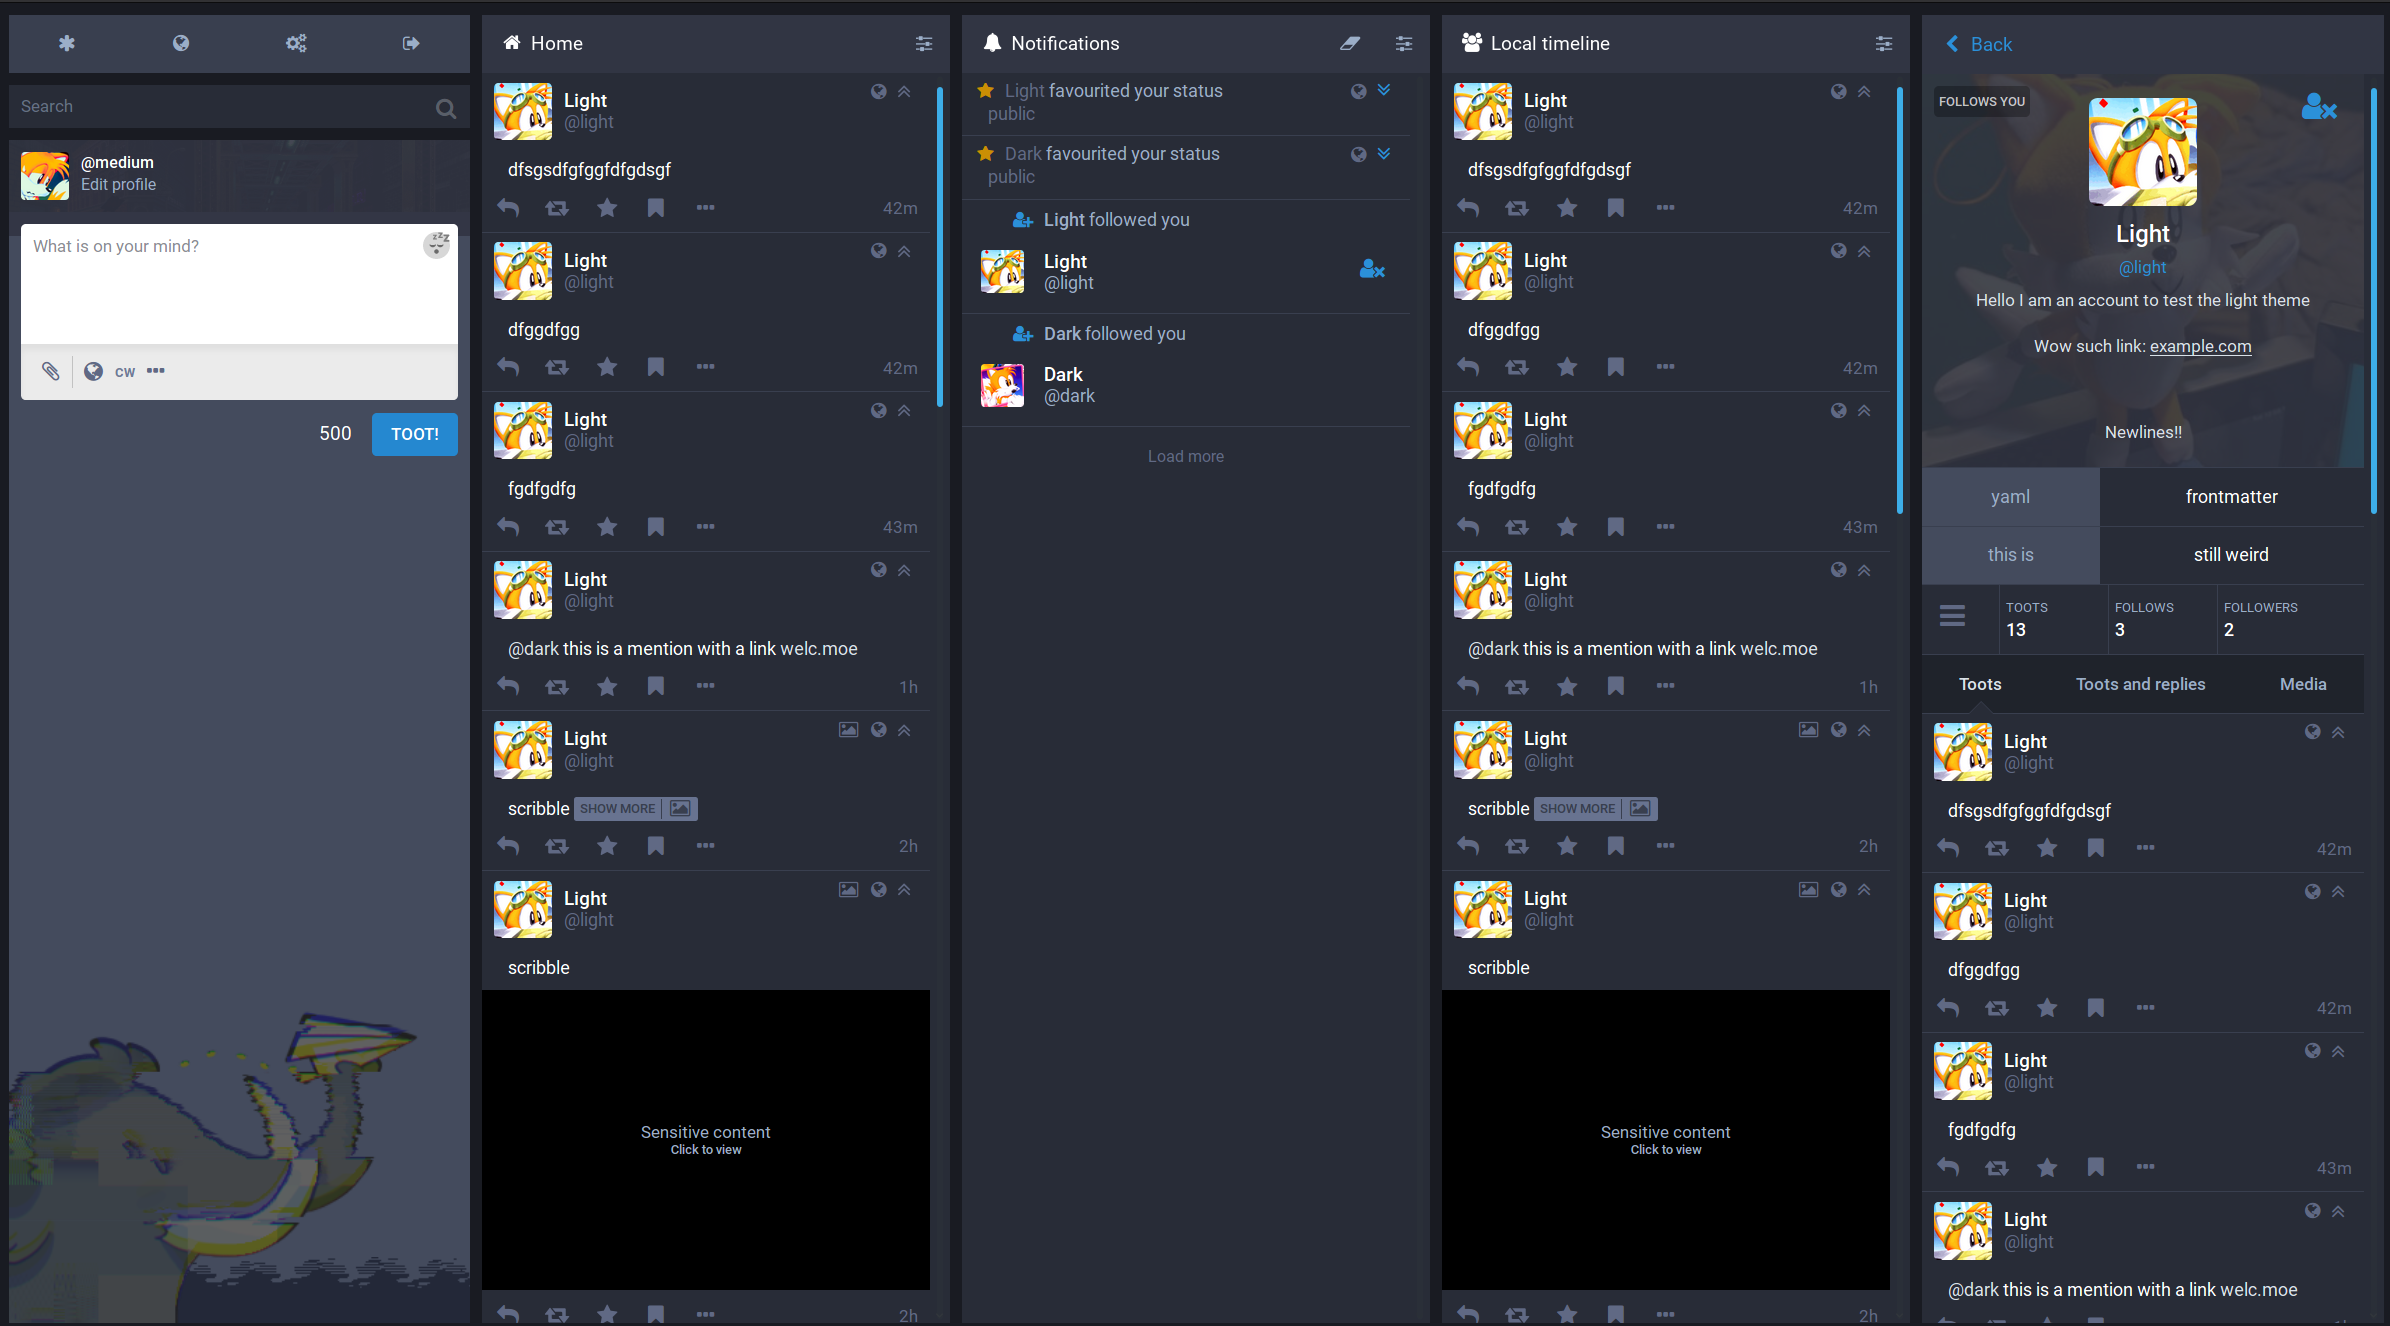 Search
@medium
Edit profile
What is on your mind?
CW
500
TOOT!
Home
Light
@light
dfsgsdfgfggfdfgdsgf
42m
Light
@light
dfggdfgg
42m
Light
@light
fgdfgdfg
43m
Light
@light
@dark this is a mention with a link welc.moe
1h
Light
@light
scribble SHOW MORE
2h
Light
@light
scribble
Sensitive content
Click to view
2h
Notifications
Light favourited your status
public
Dark favourited your status
public
Light followed you
Light
@light
Dark followed you
Dark
@dark
Load more
Local timeline
Light
@light
dfsgsdfgfggfdfgdsgf
42m
Light
@light
dfggdfgg
42m
Light
@light
fgdfgdfg
43m
Light
@light
@dark this is a mention with a link welc.moe
1h
Light
@light
scribble SHOW MORE
2h
Light
@light
scribble
Sensitive content
Click to view
2h
Back
FOLLOWS YOU
Light
@light
Hello I am an account to test the light theme
Wow such link: example.com
Newlines!!
yaml frontmatter
this is still weird
TOOTS FOLLOWS FOLLOWERS
13 3 2
Toots Toots and replies Media
Light
@light
dfsgsdfgfggfdfgdsgf
42m
Light
@light
dfggdfgg
42m
Light
@light
fgdfgdfg
43m
Light
@light
@dark this is a mention with a link welc.moe